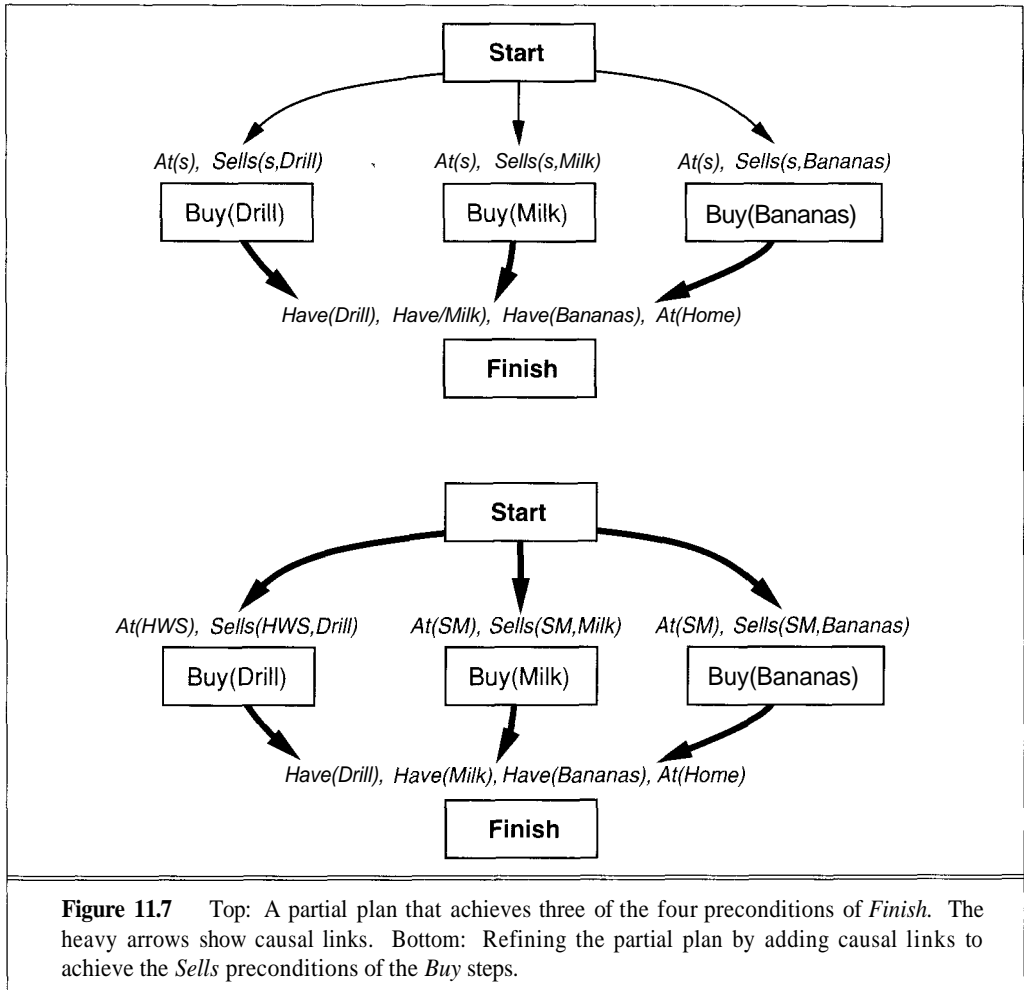 Start
At(s), Sells(s,Drill) At(s), Sells(s,Milk) At(s), Sells(s,Bananas)
Buy(Drill) Buy(Milk) Buy(Bananas)
Have(Drill), Have/Milk), Have(Bananas), At(Home)
Finish
Start
At(HWS), Sells(HWS,Drill) At(SM), Sells(SM,Milk) At(SM), Sells(SM,Bananas)
Buy(Drill) Buy(Milk) Buy(Bananas)
Have(Drill), Have(Milk), Have(Bananas), At(Home)
Finish
Figure 11.7 Top: A partial plan that achieves three of the four preconditions of Finish. The
heavy arrows show causal links. Bottom: Refining the partial plan by adding causal links to
achieve the Sells preconditions of the Buy steps.